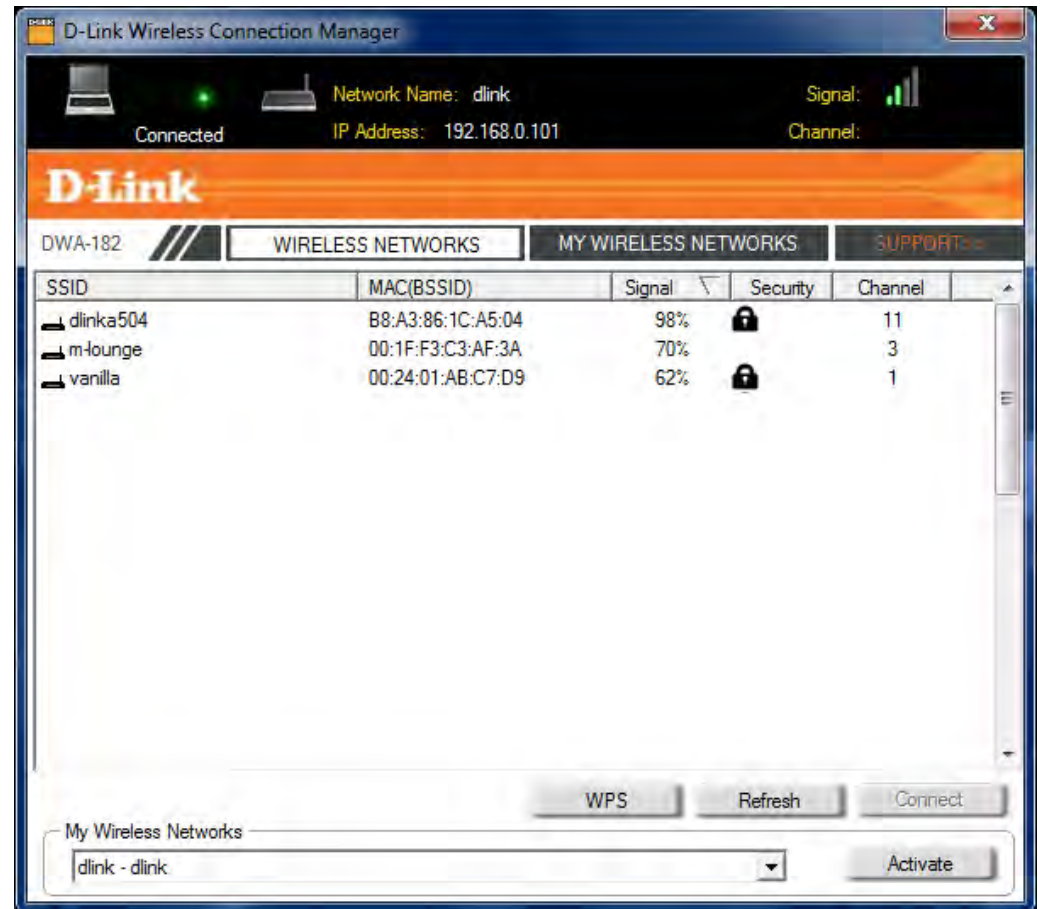 D-Link Wireless Connection Manager
Network Name: dlink Signal:
Connected IP Address: 192.168.0.101 Channel:
D-Link
DWA-182 WIRELESS NETWORKS MY WIRELESS NETWORKS SUPPORT
SSID MAC(BSSID) Signal Security Channel
dlinka504 B8:A3:86:1C:A5:04 98% 11
m-lounge 00:1F:F3:C3:AF:3A 70% 3
vanilla 00:24:01:AB:C7:D9 62% 1
WPS Refresh Connect
My Wireless Networks
dlink - dlink Activate